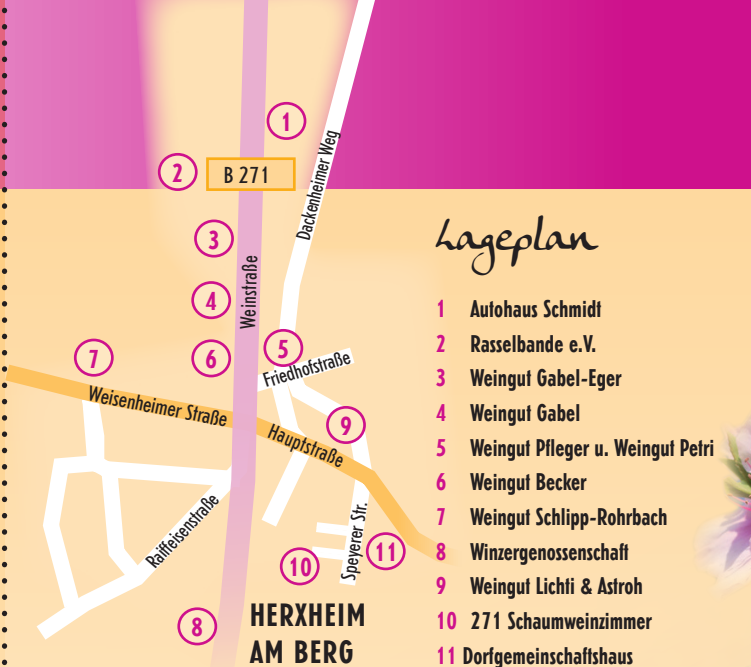 1
2
B 271
Dackenheimer Weg
3
Weinstraße
4
7
6
5
Friedhofstraße
Weisenheimer Straße
9
Hauptstraße
Raiffeisenstraße
Speyerer Str.
10
11
8
HERXHEIM
AM BERG
Lageplan
1 Autohaus Schmidt
2 Rasselbande e.V.
3 Weingut Gabel-Eger
4 Weingut Gabel
5 Weingut Pfleger u. Weingut Petri
6 Weingut Becker
7 Weingut Schlipp-Rohrbach
8 Winzergenossenschaft
9 Weingut Lichti & Astroh
10 271 Schaumweinzimmer
11 Dorfgemeinschaftshaus